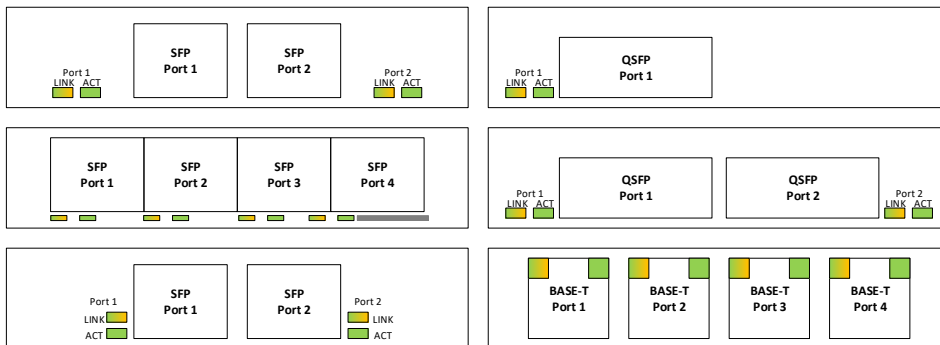 SFP
Port 1
SFP
Port 2
Port 1
LINK ACT
Port 2
LINK ACT
QSFP
Port 1
Port 1
LINK ACT
SFP
Port 1
SFP
Port 2
SFP
Port 3
SFP
Port 4
QSFP
Port 1
QSFP
Port 2
Port 1
LINK ACT
Port 2
LINK ACT
SFP
Port 1
SFP
Port 2
Port 1
LINK
ACT
Port 2
LINK
ACT
BASE-T
Port 1
BASE-T
Port 2
BASE-T
Port 3
BASE-T
Port 4